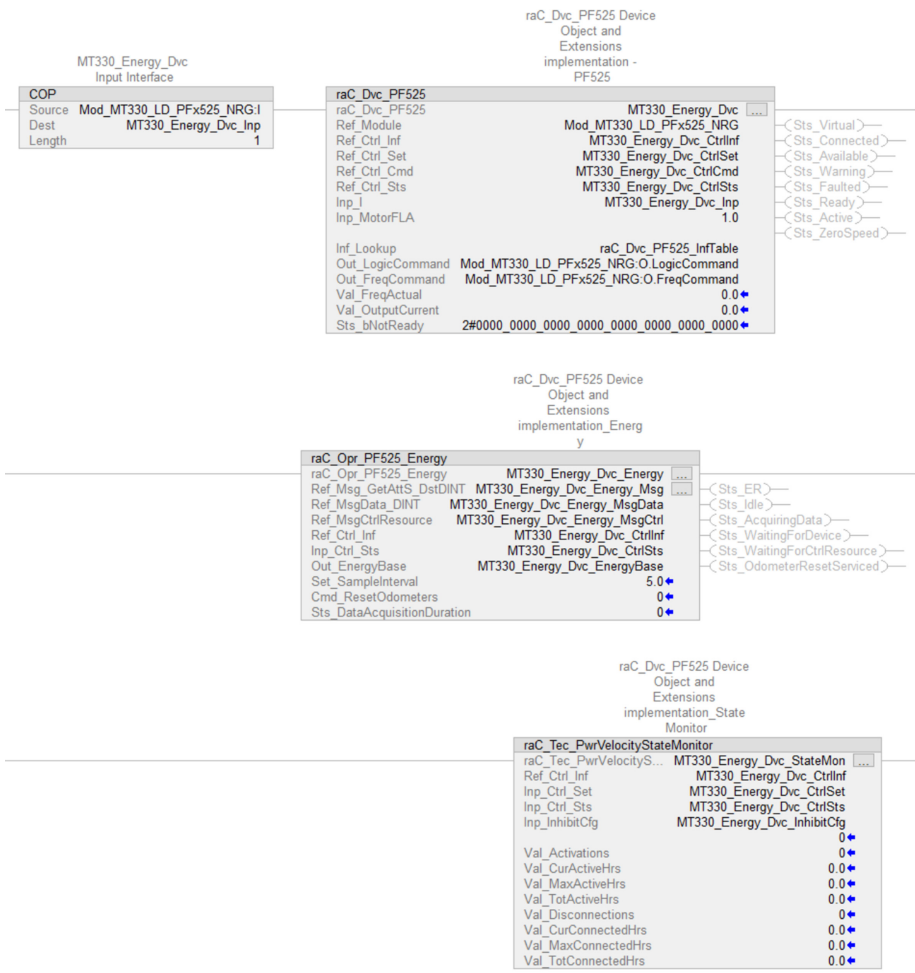 raC_Dvc_PF525 Device
Object and
Extensions
implementation -
PF525
MT330_Energy_Dvc
Input Interface
COP
Source Mod_MT330_LD_PFx525_NRG:I
Dest MT330_Energy_Dvc_Inp
Length 1
raC_Dvc_PF525
raC_Dvc_PF525 MT330_Energy_Dvc ...
Ref_Module Mod_MT330_LD_PFx525_NRG (Sts_Virtual)
Ref_Ctrl_Inf MT330_Energy_Dvc_CtrlInf (Sts_Connected)
Ref_Ctrl_Set MT330_Energy_Dvc_CtrlSet (Sts_Available)
Ref_Ctrl_Cmd MT330_Energy_Dvc_CtrlCmd (Sts_Warning)
Ref_Ctrl_Sts MT330_Energy_Dvc_CtrlSts (Sts_Faulted)
Inp_I MT330_Energy_Dvc_Inp (Sts_Ready)
Inp_MotorFLA 1.0 (Sts_Active)
(Sts_ZeroSpeed)
Inf_Lookup raC_Dvc_PF525_InfTable
Out_LogicCommand Mod_MT330_LD_PFx525_NRG:O.LogicCommand
Out_FreqCommand Mod_MT330_LD_PFx525_NRG:O.FreqCommand
Val_FreqActual 0.0
Val_OutputCurrent 0.0
Sts_bNotReady 2#0000_0000_0000_0000_0000_0000_0000_0000
raC_Dvc_PF525 Device
Object and
Extensions
implementation_Energ
y
raC_Opr_PF525_Energy
raC_Opr_PF525_Energy MT330_Energy_Dvc_Energy ...
Ref_Msg_GetAttS_DstDINT MT330_Energy_Dvc_Energy_Msg ... (Sts_ER)
Ref_MsgData_DINT MT330_Energy_Dvc_Energy_MsgData (Sts_Idle)
Ref_MsgCtrlResource MT330_Energy_Dvc_Energy_MsgCtrl (Sts_AcquiringData)
Ref_Ctrl_Inf MT330_Energy_Dvc_CtrlInf (Sts_WaitingForDevice)
Inp_Ctrl_Sts MT330_Energy_Dvc_CtrlSts (Sts_WaitingForCtrlResource)
Out_EnergyBase MT330_Energy_Dvc_EnergyBase (Sts_OdometerResetServiced)
Set_SampleInterval 5.0
Cmd_ResetOdometers 0
Sts_DataAcquisitionDuration 0
raC_Dvc_PF525 Device
Object and
Extensions
implementation_State
Monitor
raC_Tec_PwrVelocityStateMonitor
raC_Tec_PwrVelocityS... MT330_Energy_Dvc_StateMon ...
Ref_Ctrl_Inf MT330_Energy_Dvc_CtrlInf
Inp_Ctrl_Set MT330_Energy_Dvc_CtrlSet
Inp_Ctrl_Sts MT330_Energy_Dvc_CtrlSts
Inp_InhibitCfg MT330_Energy_Dvc_InhibitCfg
0
Val_Activations 0
Val_CurActiveHrs 0.0
Val_MaxActiveHrs 0.0
Val_TotActiveHrs 0.0
Val_Disconnections 0
Val_CurConnectedHrs 0.0
Val_MaxConnectedHrs 0.0
Val_TotConnectedHrs 0.0